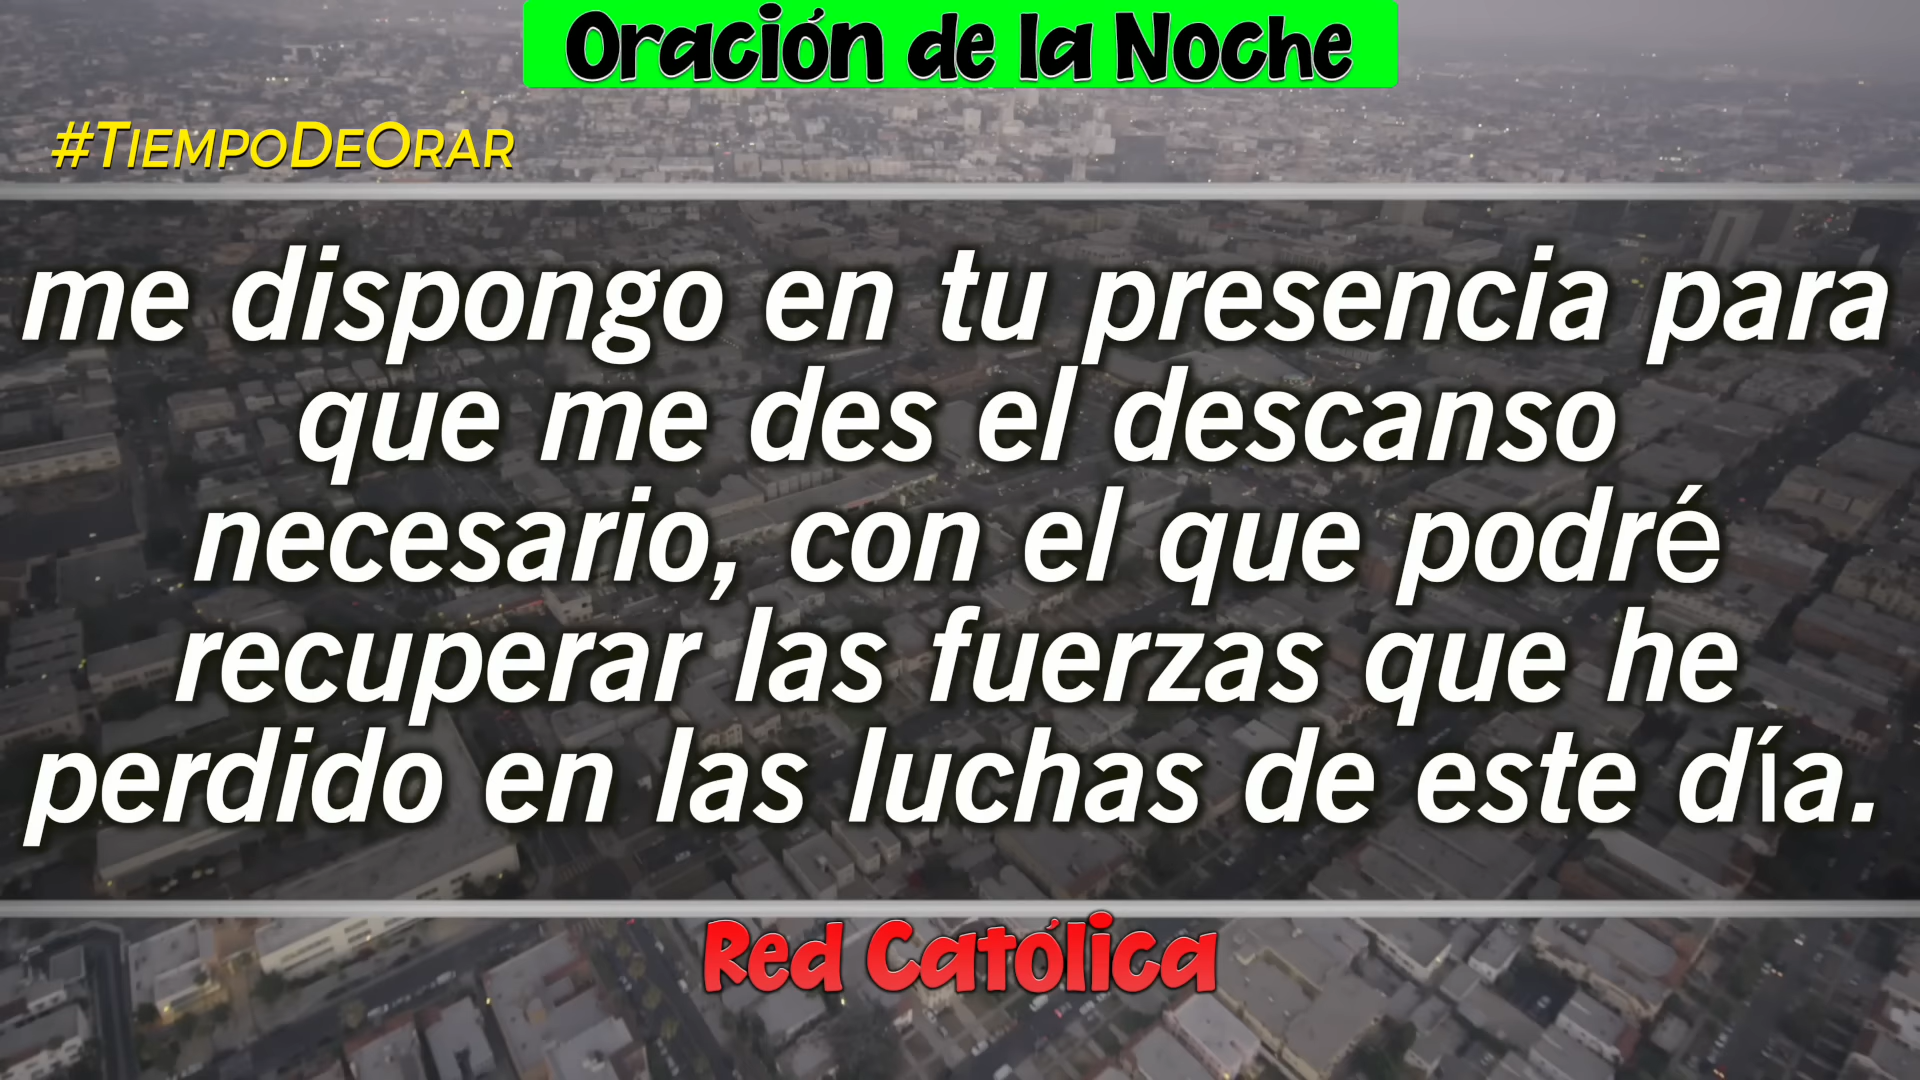 Oración de la Noche
#TiempoDeOrar
me dispongo en tu presencia para
que me des el descanso
necesario, con el que podré
recuperar las fuerzas que he
perdido en las luchas de este día.
Red Católica